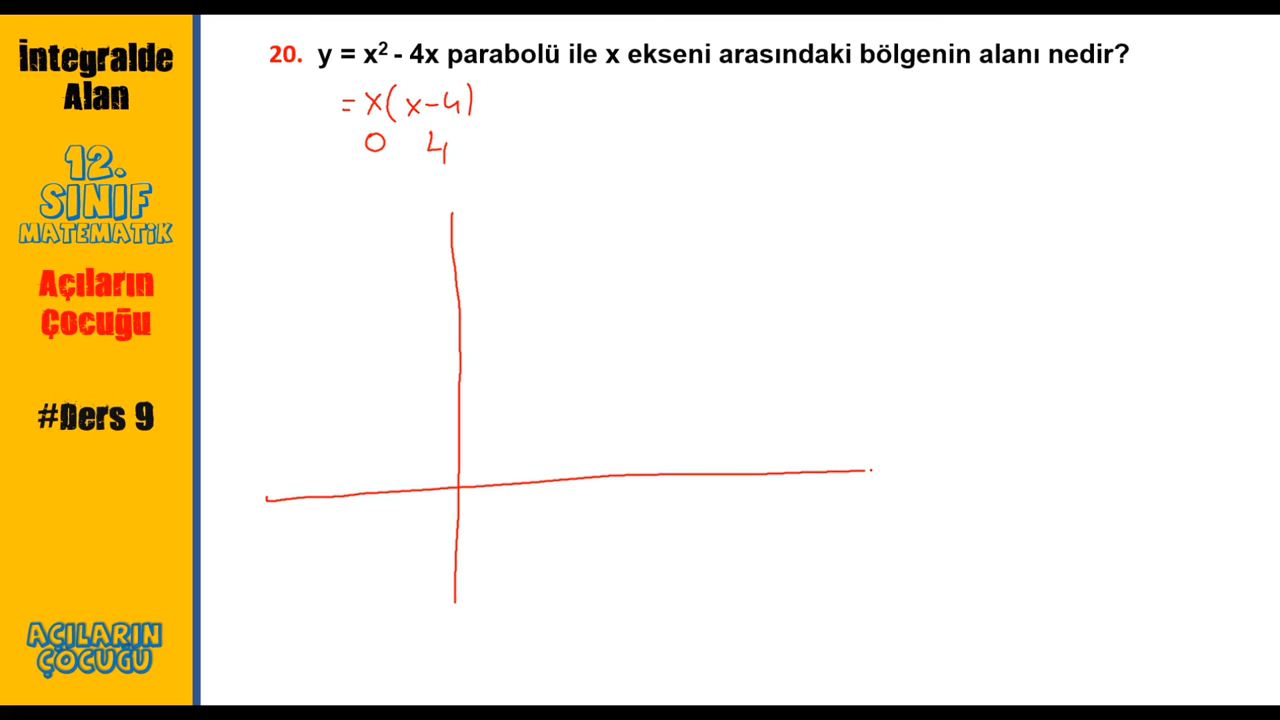 İntegralde
Alan
12.
SINIF
MATEMATİK
Açıların
Çocuğu
#Ders 9
AÇILARIN
ÇOCUĞU
20. y = x² - 4x parabolü ile x ekseni arasındaki bölgenin alanı nedir?
= x(x-4)
0 4